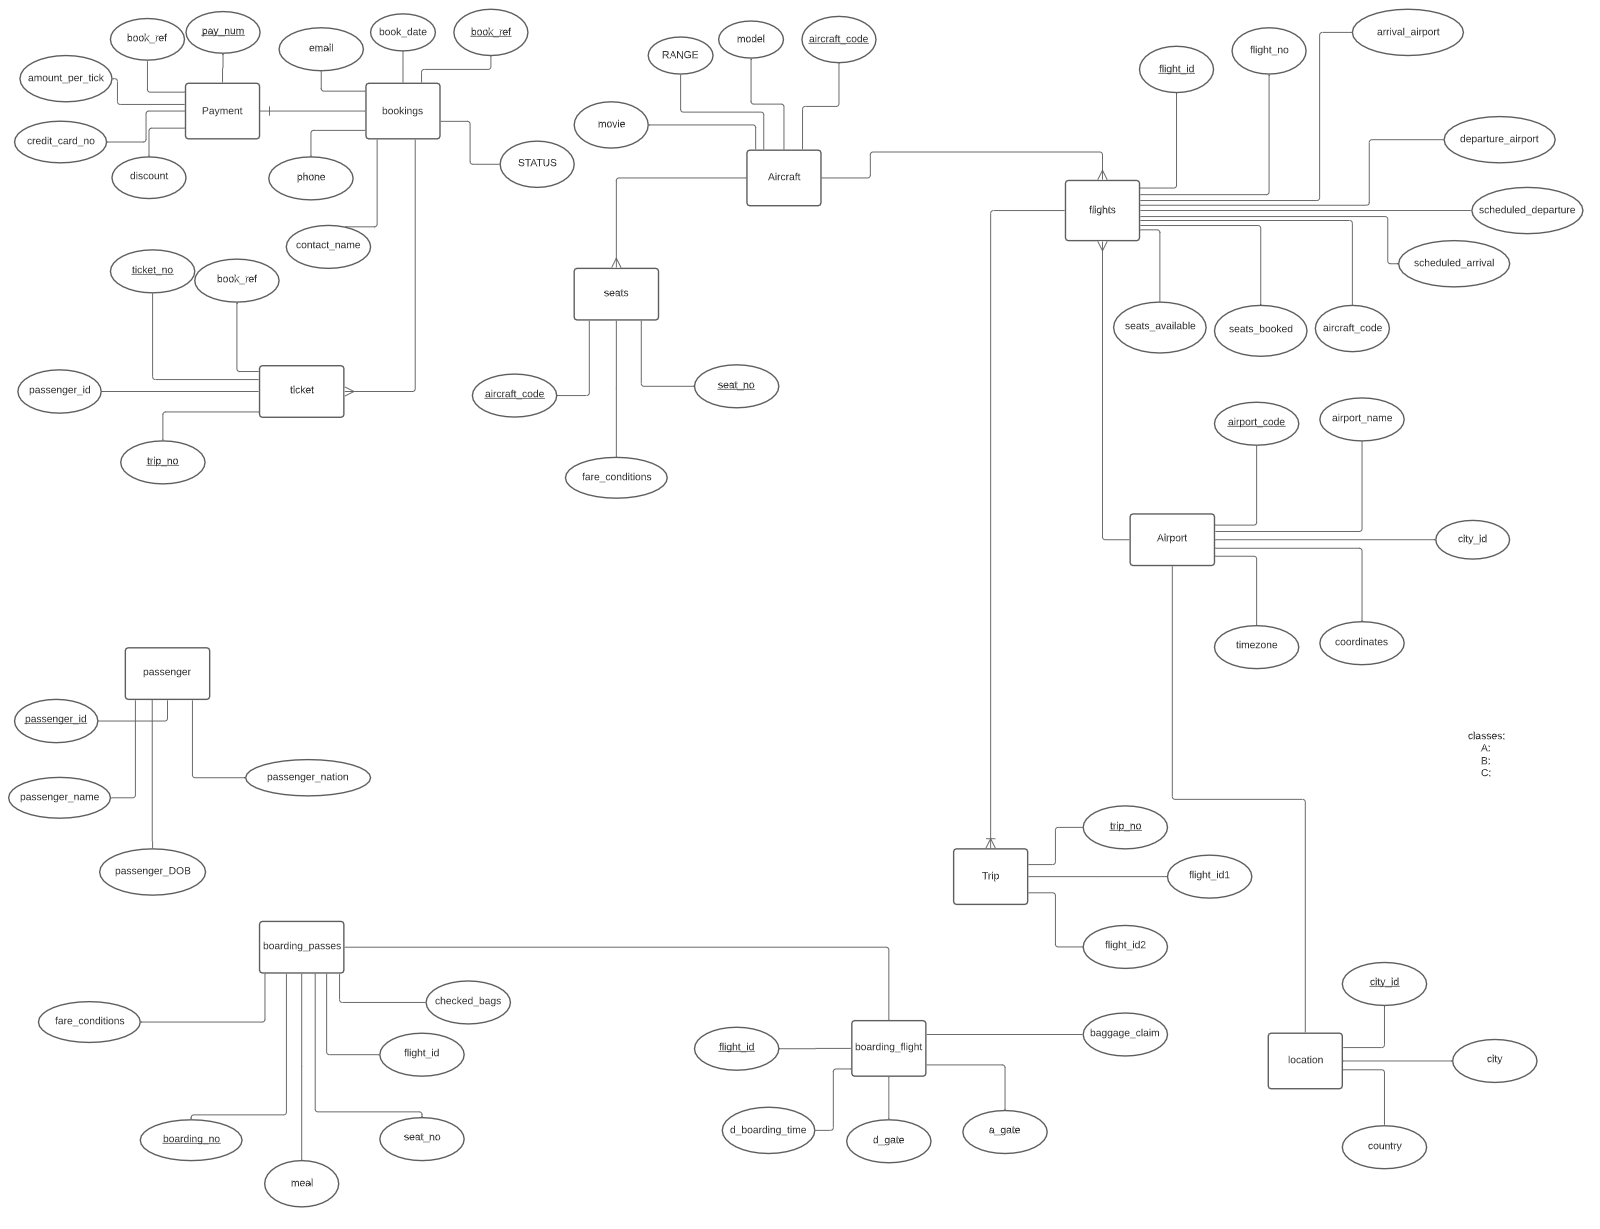 book_ref
pay_num
email
book_date
book_ref
amount_per_tick
Payment
bookings
credit_card_no
discount
phone
STATUS
contact_name
ticket_no
book_ref
passenger_id
ticket
trip_no
RANGE
model
aircraft_code
movie
Aircraft
seats
aircraft_code
seat_no
fare_conditions
flight_id
flight_no
arrival_airport
departure_airport
flights
scheduled_departure
scheduled_arrival
seats_available
seats_booked
aircraft_code
airport_code
airport_name
Airport
city_id
timezone
coordinates
passenger
passenger_id
passenger_name
passenger_nation
passenger_DOB
classes:
A:
B:
C:
trip_no
Trip
flight_id1
flight_id2
boarding_passes
fare_conditions
checked_bags
flight_id
boarding_no
seat_no
meal
flight_id
boarding_flight
baggage_claim
d_boarding_time
d_gate
a_gate
city_id
location
city
country